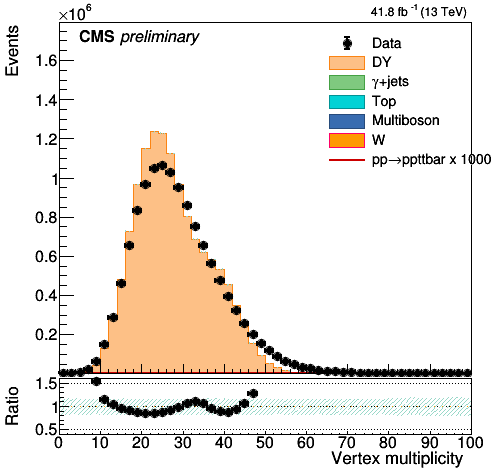 ×10⁶
41.8 fb⁻¹ (13 TeV)
CMS preliminary
Events
Data
DY
γ+jets
Top
Multiboson
W
pp→ppttbar x 1000
1.6
1.4
1.2
1
0.8
0.6
0.4
0.2
Ratio
1.5
1
0.5
0 10 20 30 40 50 60 70 80 90 100
Vertex multiplicity